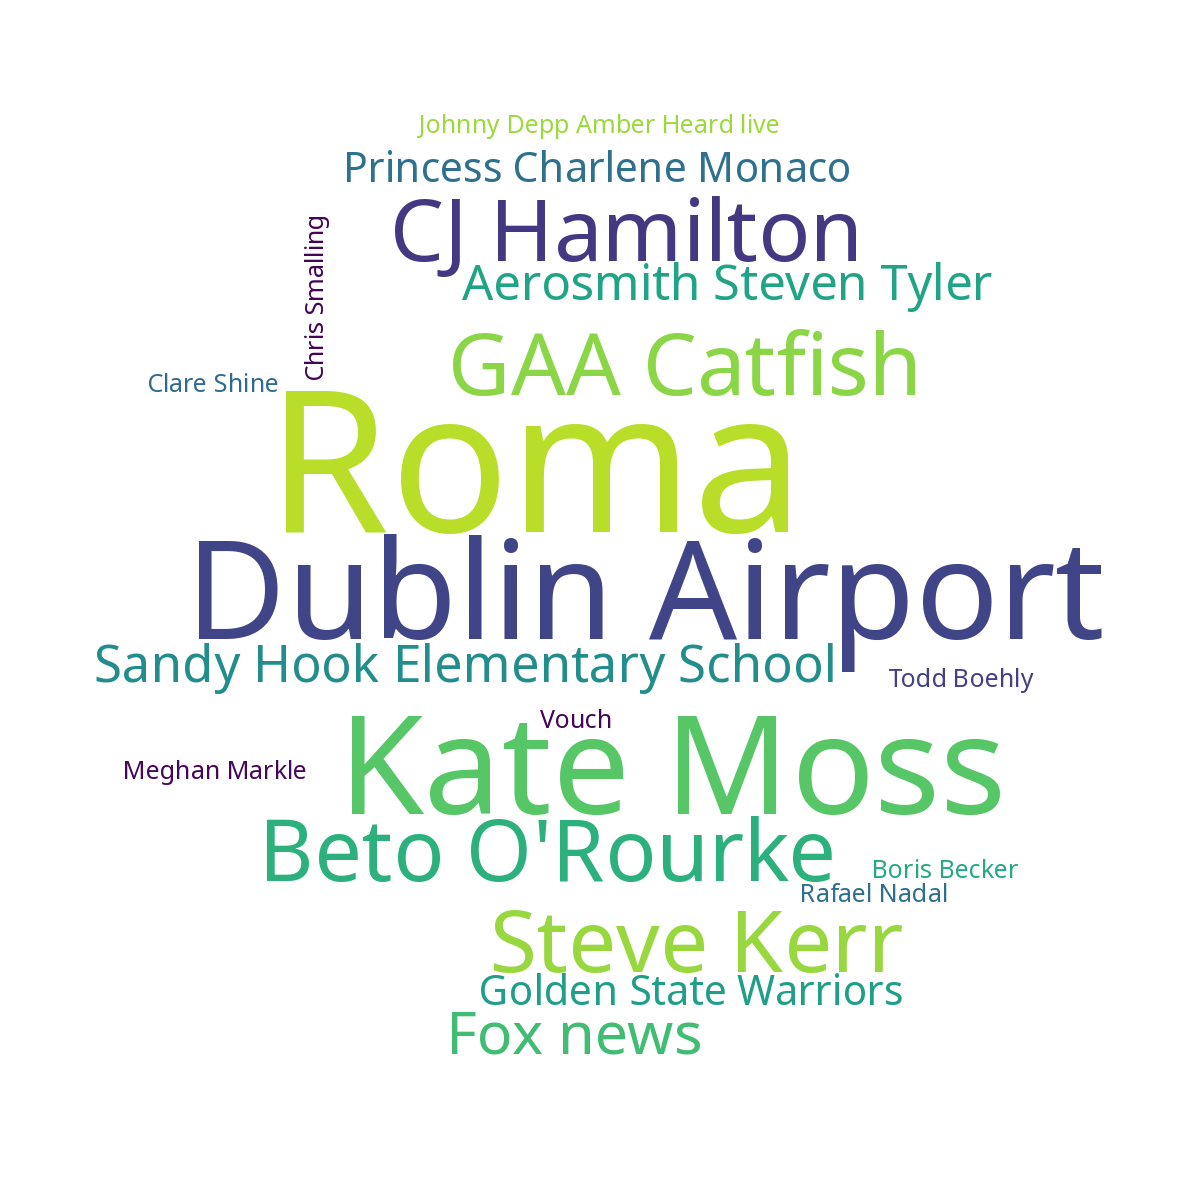 Johnny Depp Amber Heard live
Princess Charlene Monaco
CJ Hamilton
Chris Smalling
Aerosmith Steven Tyler
GAA Catfish
Clare Shine
Roma
Dublin Airport
Sandy Hook Elementary School
Todd Boehly
Vouch
Kate Moss
Meghan Markle
Beto O'Rourke
Boris Becker
Rafael Nadal
Steve Kerr
Golden State Warriors
Fox news